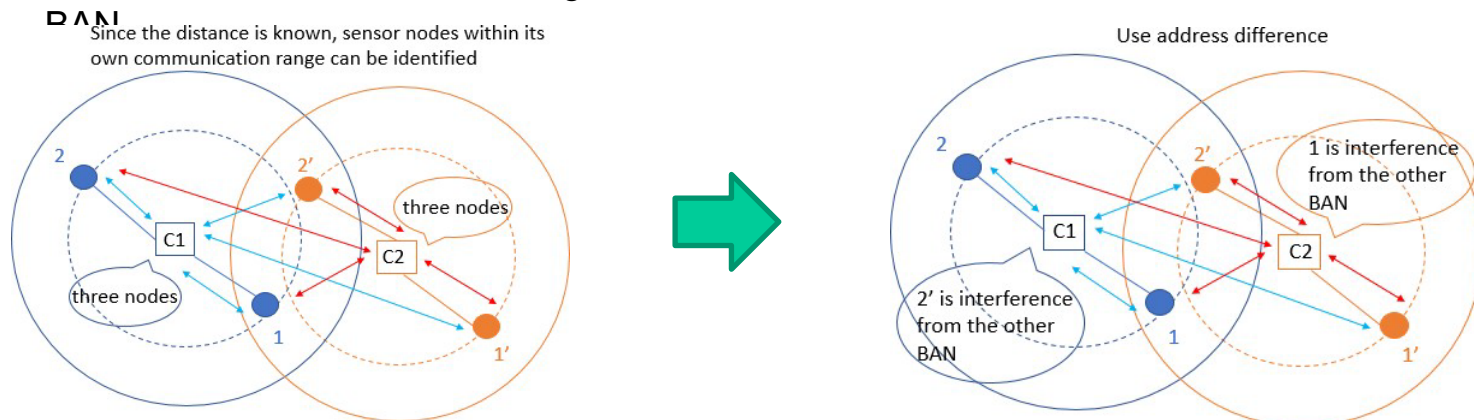 BAN
Since the distance is known, sensor nodes within its
own communication range can be identified
2
2'
three nodes
C1
C2
three nodes
1
1'
Use address difference
2
2'
1 is interference
from the other
BAN
C1
C2
2' is interference
from the other
BAN
1
1'